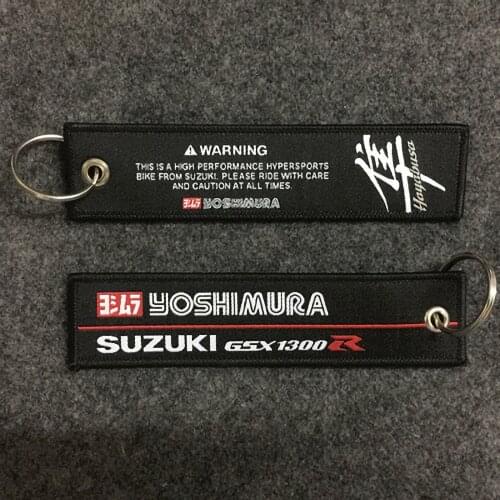 ⚠ WARNING
THIS IS A HIGH PERFORMANCE HYPERSPORTS
BIKE FROM SUZUKI. PLEASE RIDE WITH CARE
AND CAUTION AT ALL TIMES.
ヨシムラ YOSHIMURA
隼
Hayabusa
ヨシムラ YOSHIMURA
SUZUKI GSX1300R